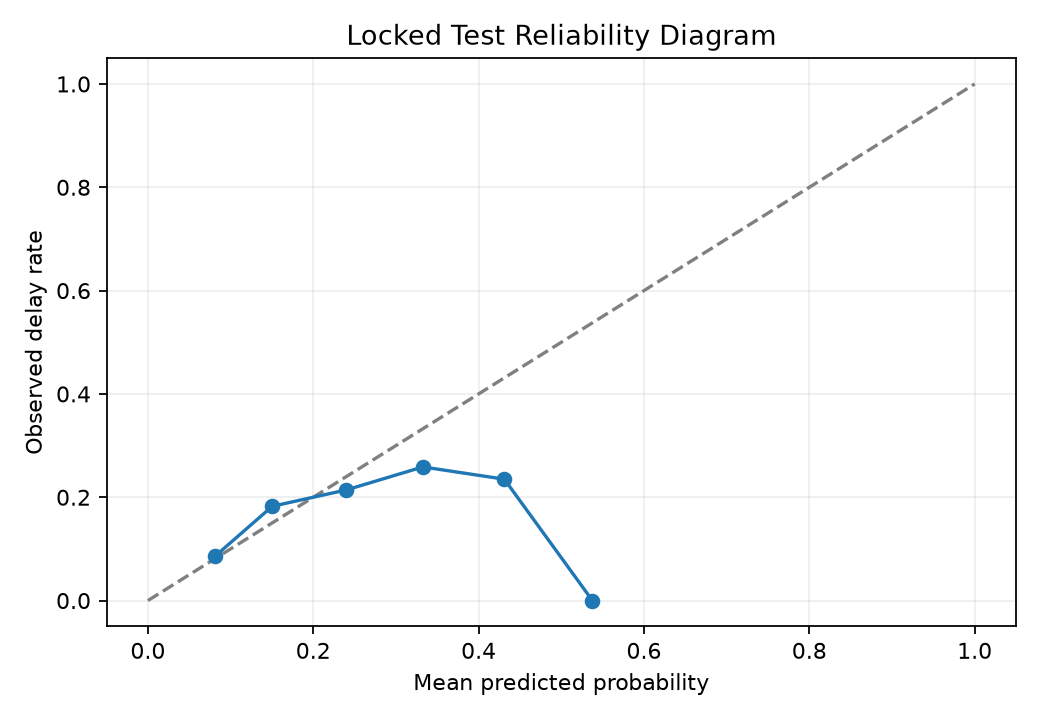 Locked Test Reliability Diagram
1.0
0.8
0.6
0.4
0.2
0.0
Observed delay rate
0.0 0.2 0.4 0.6 0.8 1.0
Mean predicted probability